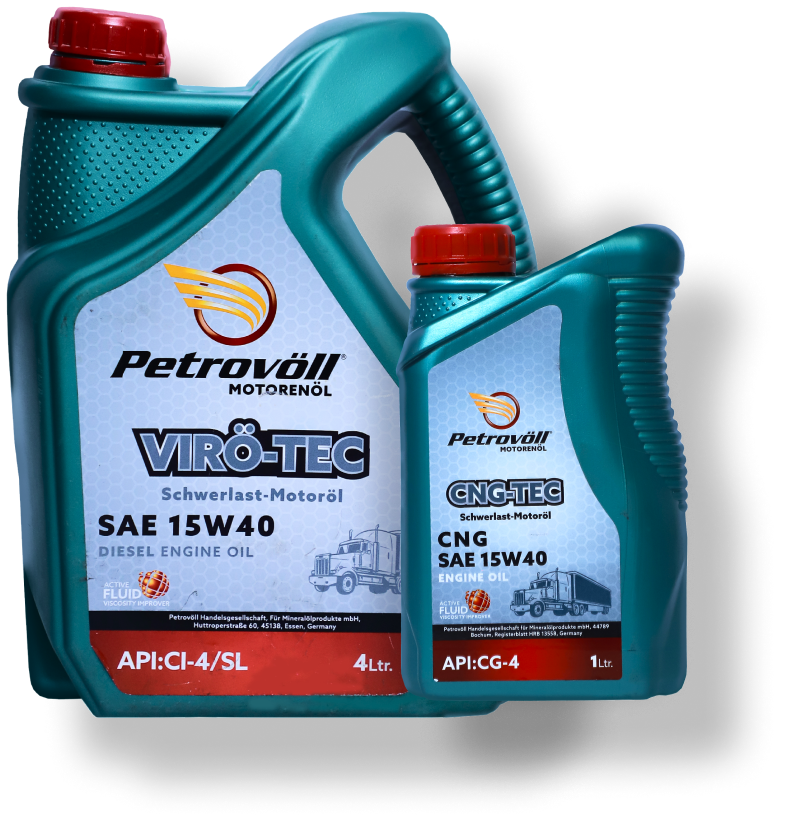 Petrovöll®
MOTORENÖL
VIRÖ-TEC
Schwerlast-Motoröl
SAE 15W40
DIESEL ENGINE OIL
ACTIVE
FLUID
VISCOSITY IMPROVER
Petrovöll Handelsgesellschaft, Für Mineralölprodukte mbH,
Huttroperstraße 60, 45138, Essen, Germany
API:CI-4/SL 4Ltr.
Petrovöll
MOTORENÖL
CNG-TEC
Schwerlast-Motoröl
CNG
SAE 15W40
ENGINE OIL
ACTIVE
FLUID
VISCOSITY IMPROVER
Petrovöll Handelsgesellschaft für Mineralölprodukte mbH, 44789
Bochum, Registerblatt HRB 13558, Germany
API:CG-4 1Ltr.